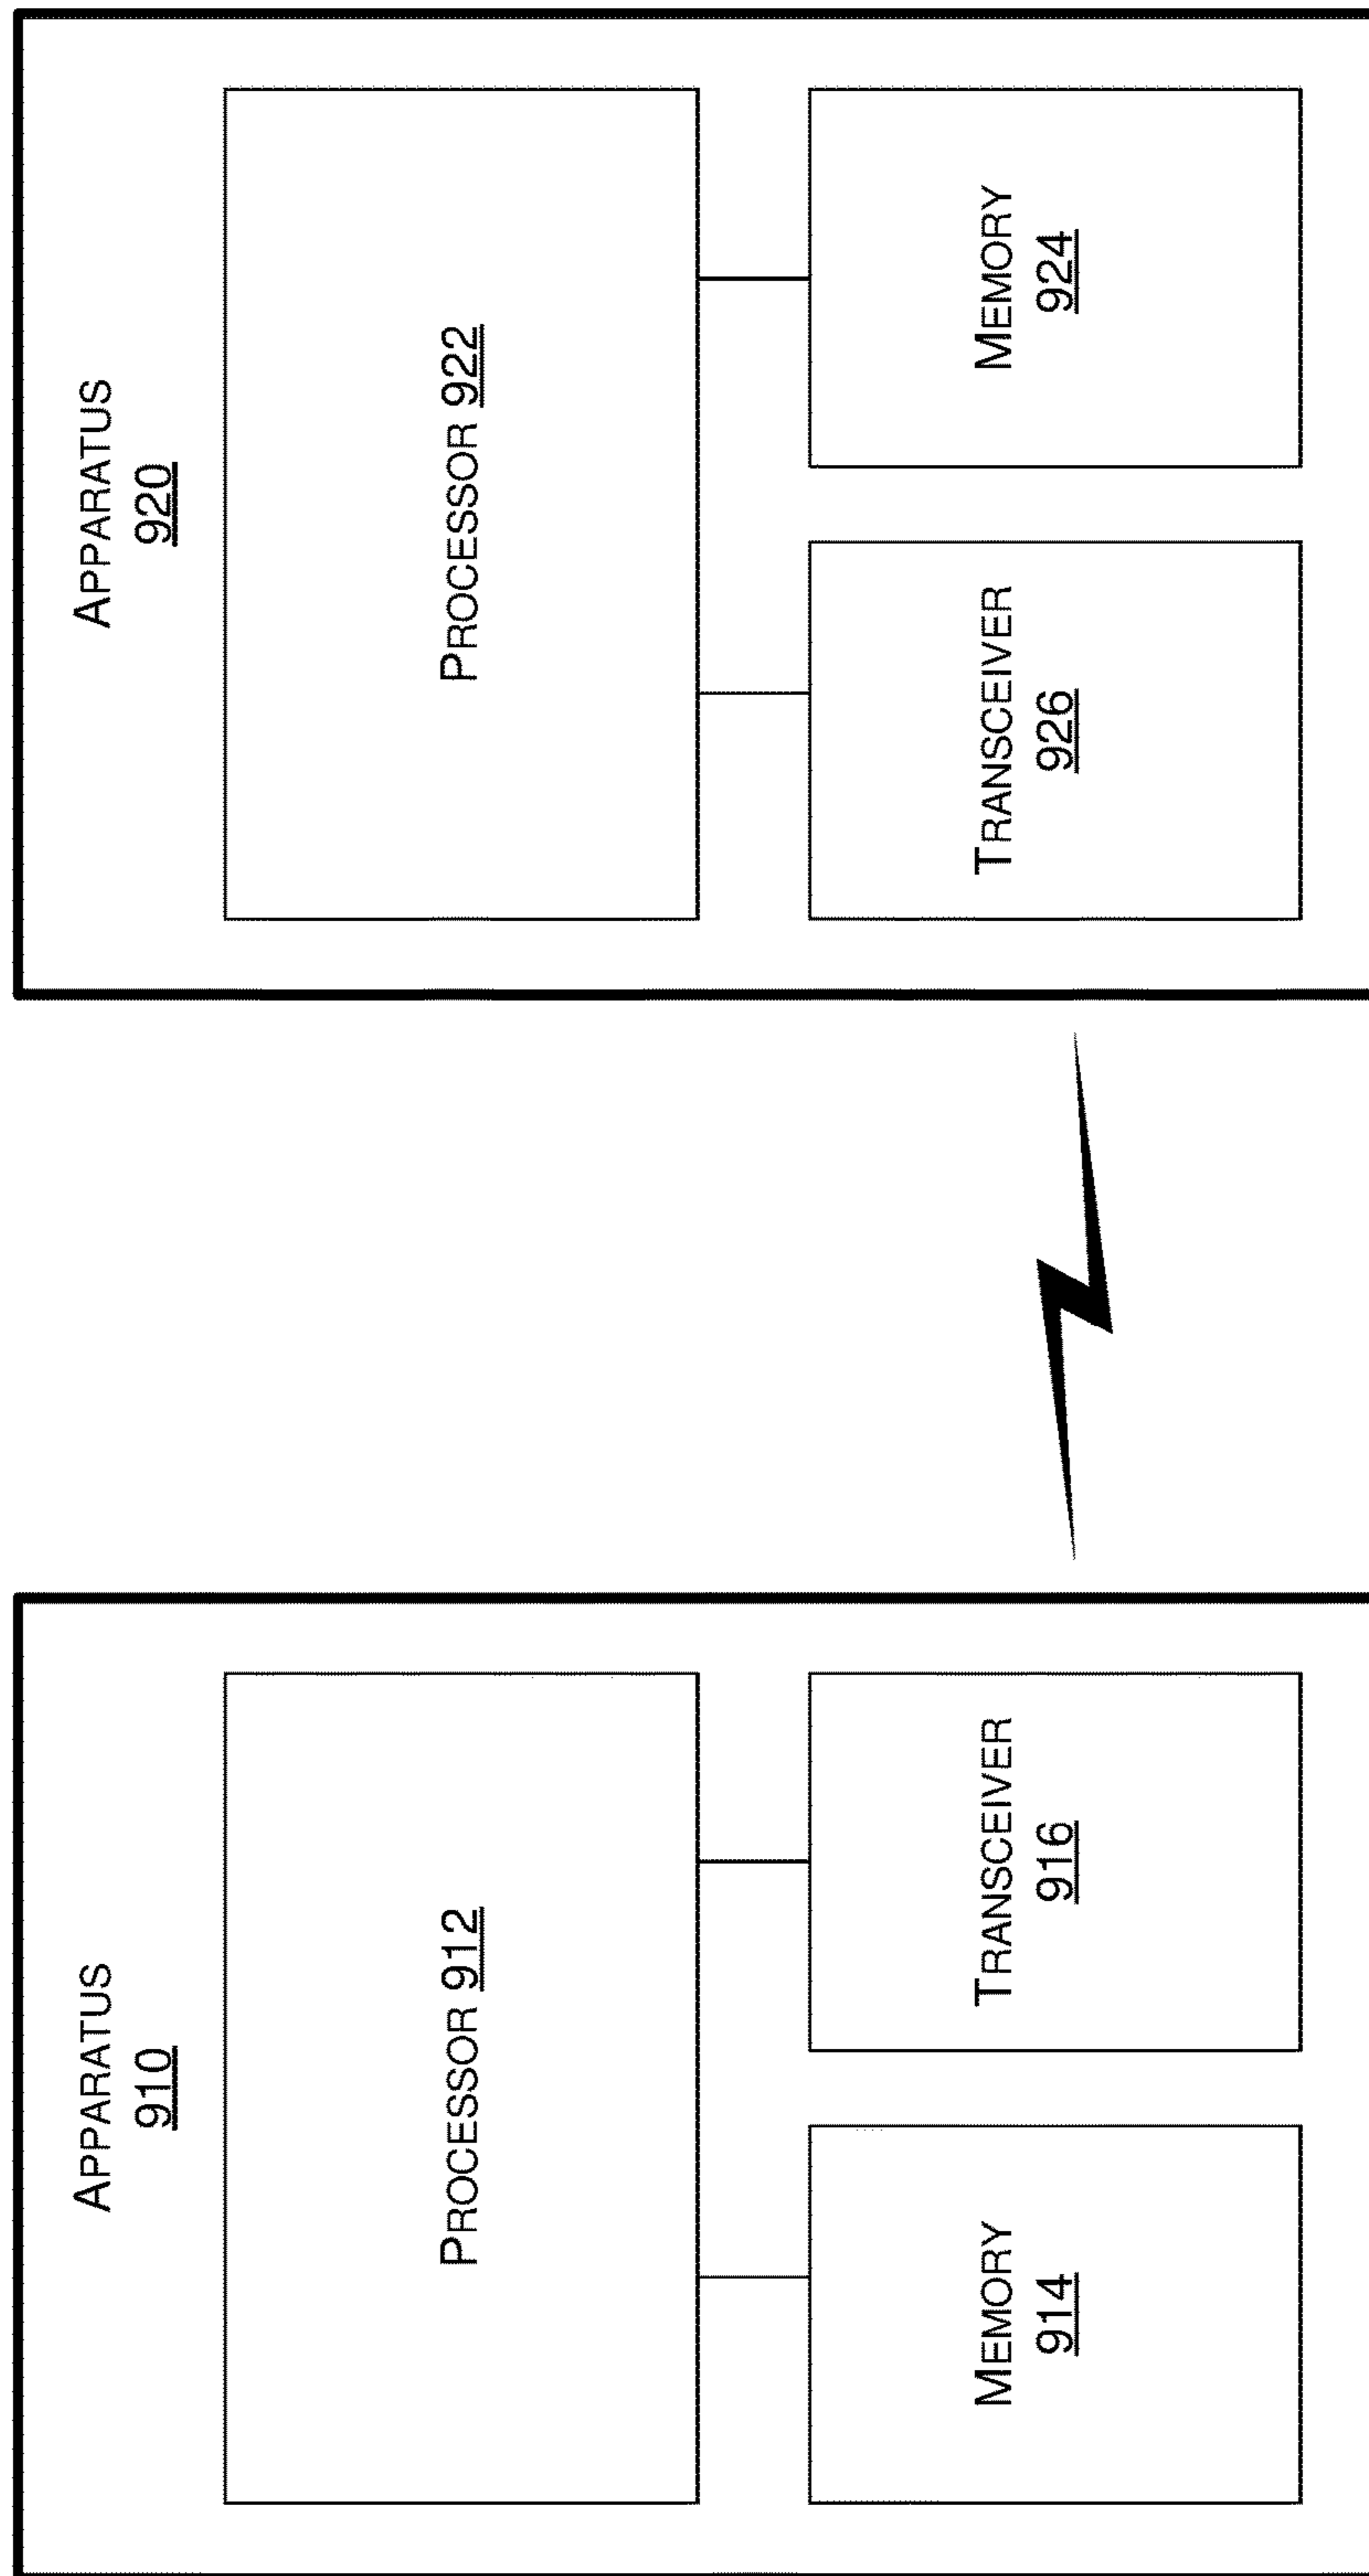 APPARATUS
910
PROCESSOR 912
MEMORY
914
TRANSCEIVER
916
APPARATUS
920
PROCESSOR 922
TRANSCEIVER
926
MEMORY
924